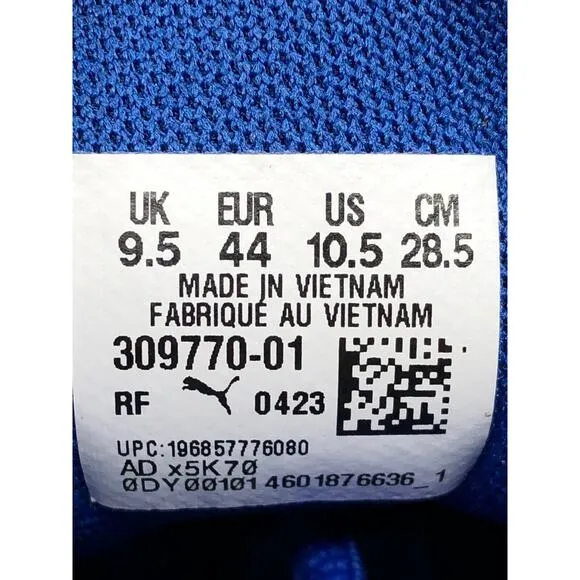 UK EUR US CM
9.5 44 10.5 28.5
MADE IN VIETNAM
FABRIQUÉ AU VIETNAM
309770-01
RF 0423
UPC:196857776080
AD x5K70
0DY00101 4601876636_1